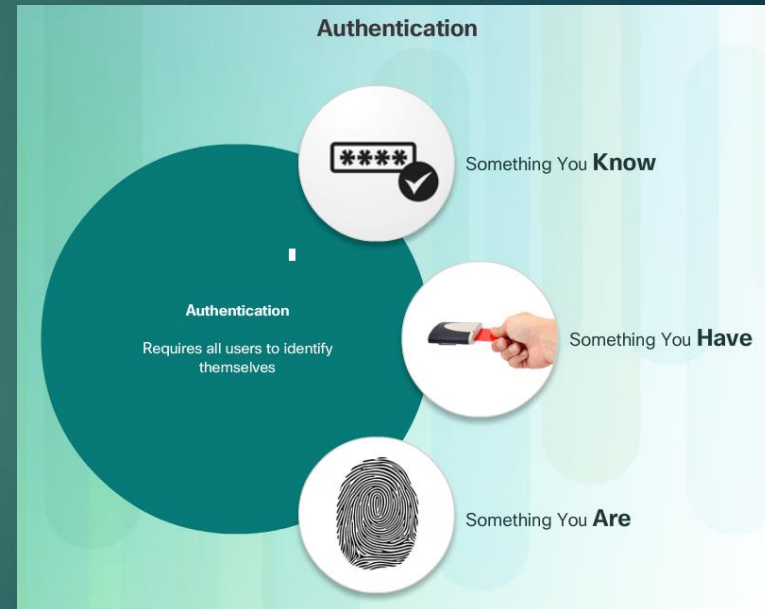 Authentication
****
Something You Know
Authentication
Requires all users to identify
themselves
Something You Have
Something You Are